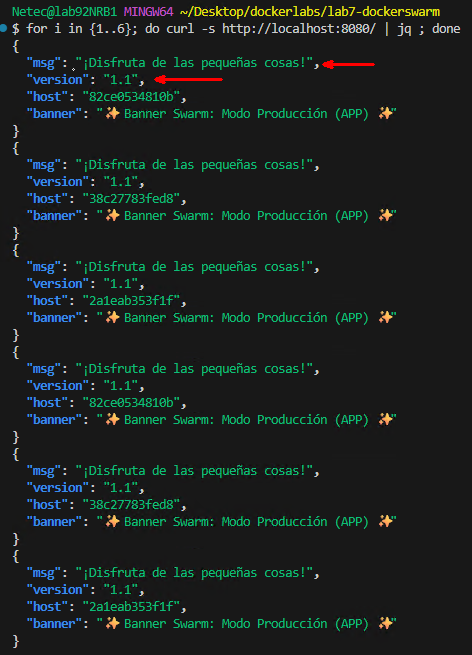 Netec@lab92NRB1 MINGW64 ~/Desktop/dockerlabs/lab7-dockerswarm
$ for i in {1..6}; do curl -s http://localhost:8080/ | jq ; done
{
  "msg": "¡Disfruta de las pequeñas cosas!",
  "version": "1.1",
  "host": "82ce0534810b",
  "banner": "✨ Banner Swarm: Modo Producción (APP) ✨"
}
{
  "msg": "¡Disfruta de las pequeñas cosas!",
  "version": "1.1",
  "host": "38c27783fed8",
  "banner": "✨ Banner Swarm: Modo Producción (APP) ✨"
}
{
  "msg": "¡Disfruta de las pequeñas cosas!",
  "version": "1.1",
  "host": "2a1eab353f1f",
  "banner": "✨ Banner Swarm: Modo Producción (APP) ✨"
}
{
  "msg": "¡Disfruta de las pequeñas cosas!",
  "version": "1.1",
  "host": "82ce0534810b",
  "banner": "✨ Banner Swarm: Modo Producción (APP) ✨"
}
{
  "msg": "¡Disfruta de las pequeñas cosas!",
  "version": "1.1",
  "host": "38c27783fed8",
  "banner": "✨ Banner Swarm: Modo Producción (APP) ✨"
}
{
  "msg": "¡Disfruta de las pequeñas cosas!",
  "version": "1.1",
  "host": "2a1eab353f1f",
  "banner": "✨ Banner Swarm: Modo Producción (APP) ✨"
}